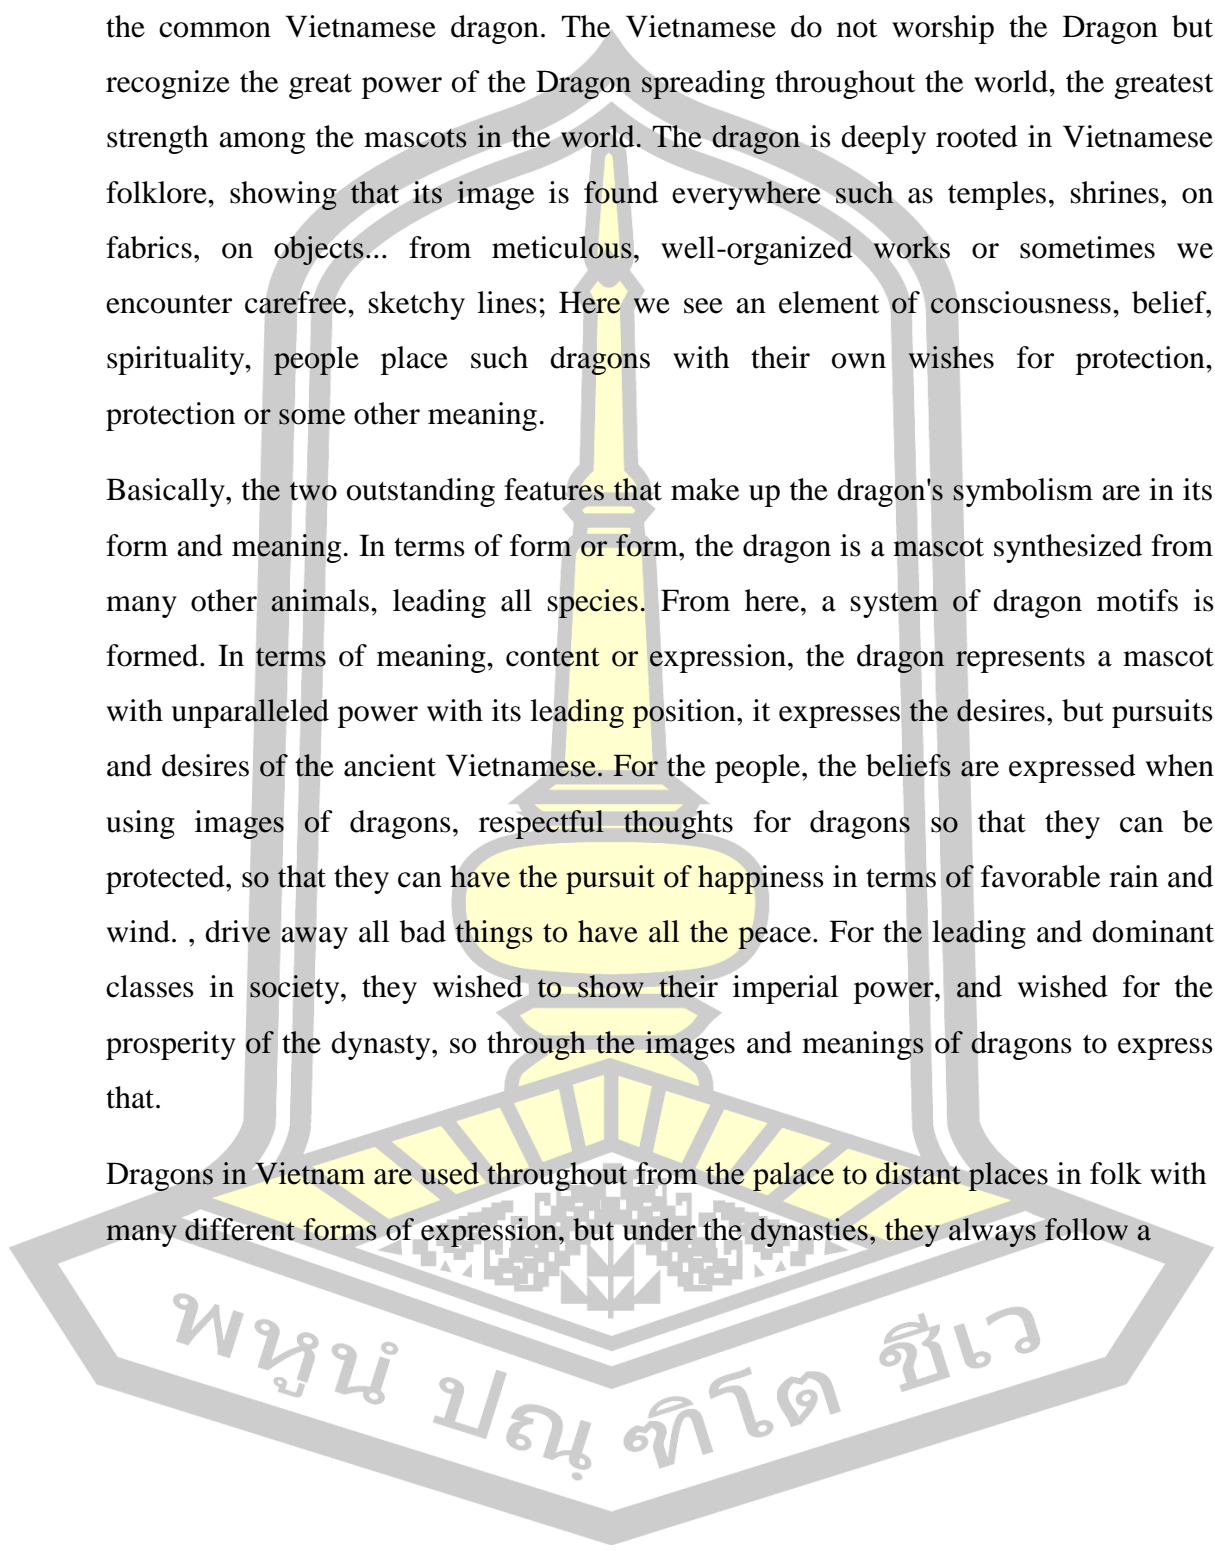 the common Vietnamese dragon. The Vietnamese do not worship the Dragon but
recognize the great power of the Dragon spreading throughout the world, the greatest
strength among the mascots in the world. The dragon is deeply rooted in Vietnamese
folklore, showing that its image is found everywhere such as temples, shrines, on
fabrics, on objects... from meticulous, well-organized works or sometimes we
encounter carefree, sketchy lines; Here we see an element of consciousness, belief,
spirituality, people place such dragons with their own wishes for protection,
protection or some other meaning.
Basically, the two outstanding features that make up the dragon's symbolism are in its
form and meaning. In terms of form or form, the dragon is a mascot synthesized from
many other animals, leading all species. From here, a system of dragon motifs is
formed. In terms of meaning, content or expression, the dragon represents a mascot
with unparalleled power with its leading position, it expresses the desires, but pursuits
and desires of the ancient Vietnamese. For the people, the beliefs are expressed when
using images of dragons, respectful thoughts for dragons so that they can be
protected, so that they can have the pursuit of happiness in terms of favorable rain and
wind. , drive away all bad things to have all the peace. For the leading and dominant
classes in society, they wished to show their imperial power, and wished for the
prosperity of the dynasty, so through the images and meanings of dragons to express
that.
Dragons in Vietnam are used throughout from the palace to distant places in folk with
many different forms of expression, but under the dynasties, they always follow a
พหูนํ ปณฺฑิโต ชีเว